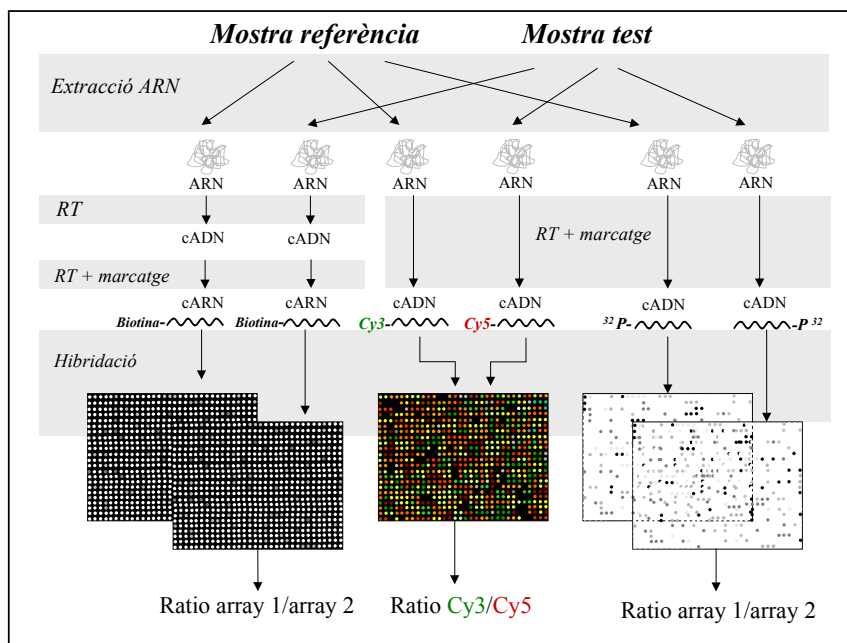 Mostra referència Mostra test
Extracció ARN
ARN ARN ARN ARN ARN ARN
RT
cADN cADN
RT + marcatge
RT + marcatge
cARN cARN cADN cADN cADN cADN
Biotina- Biotina- Cy3- Cy5- ³²P- -P ³²
Hibridació
Ratio array 1/array 2 Ratio Cy3/Cy5 Ratio array 1/array 2